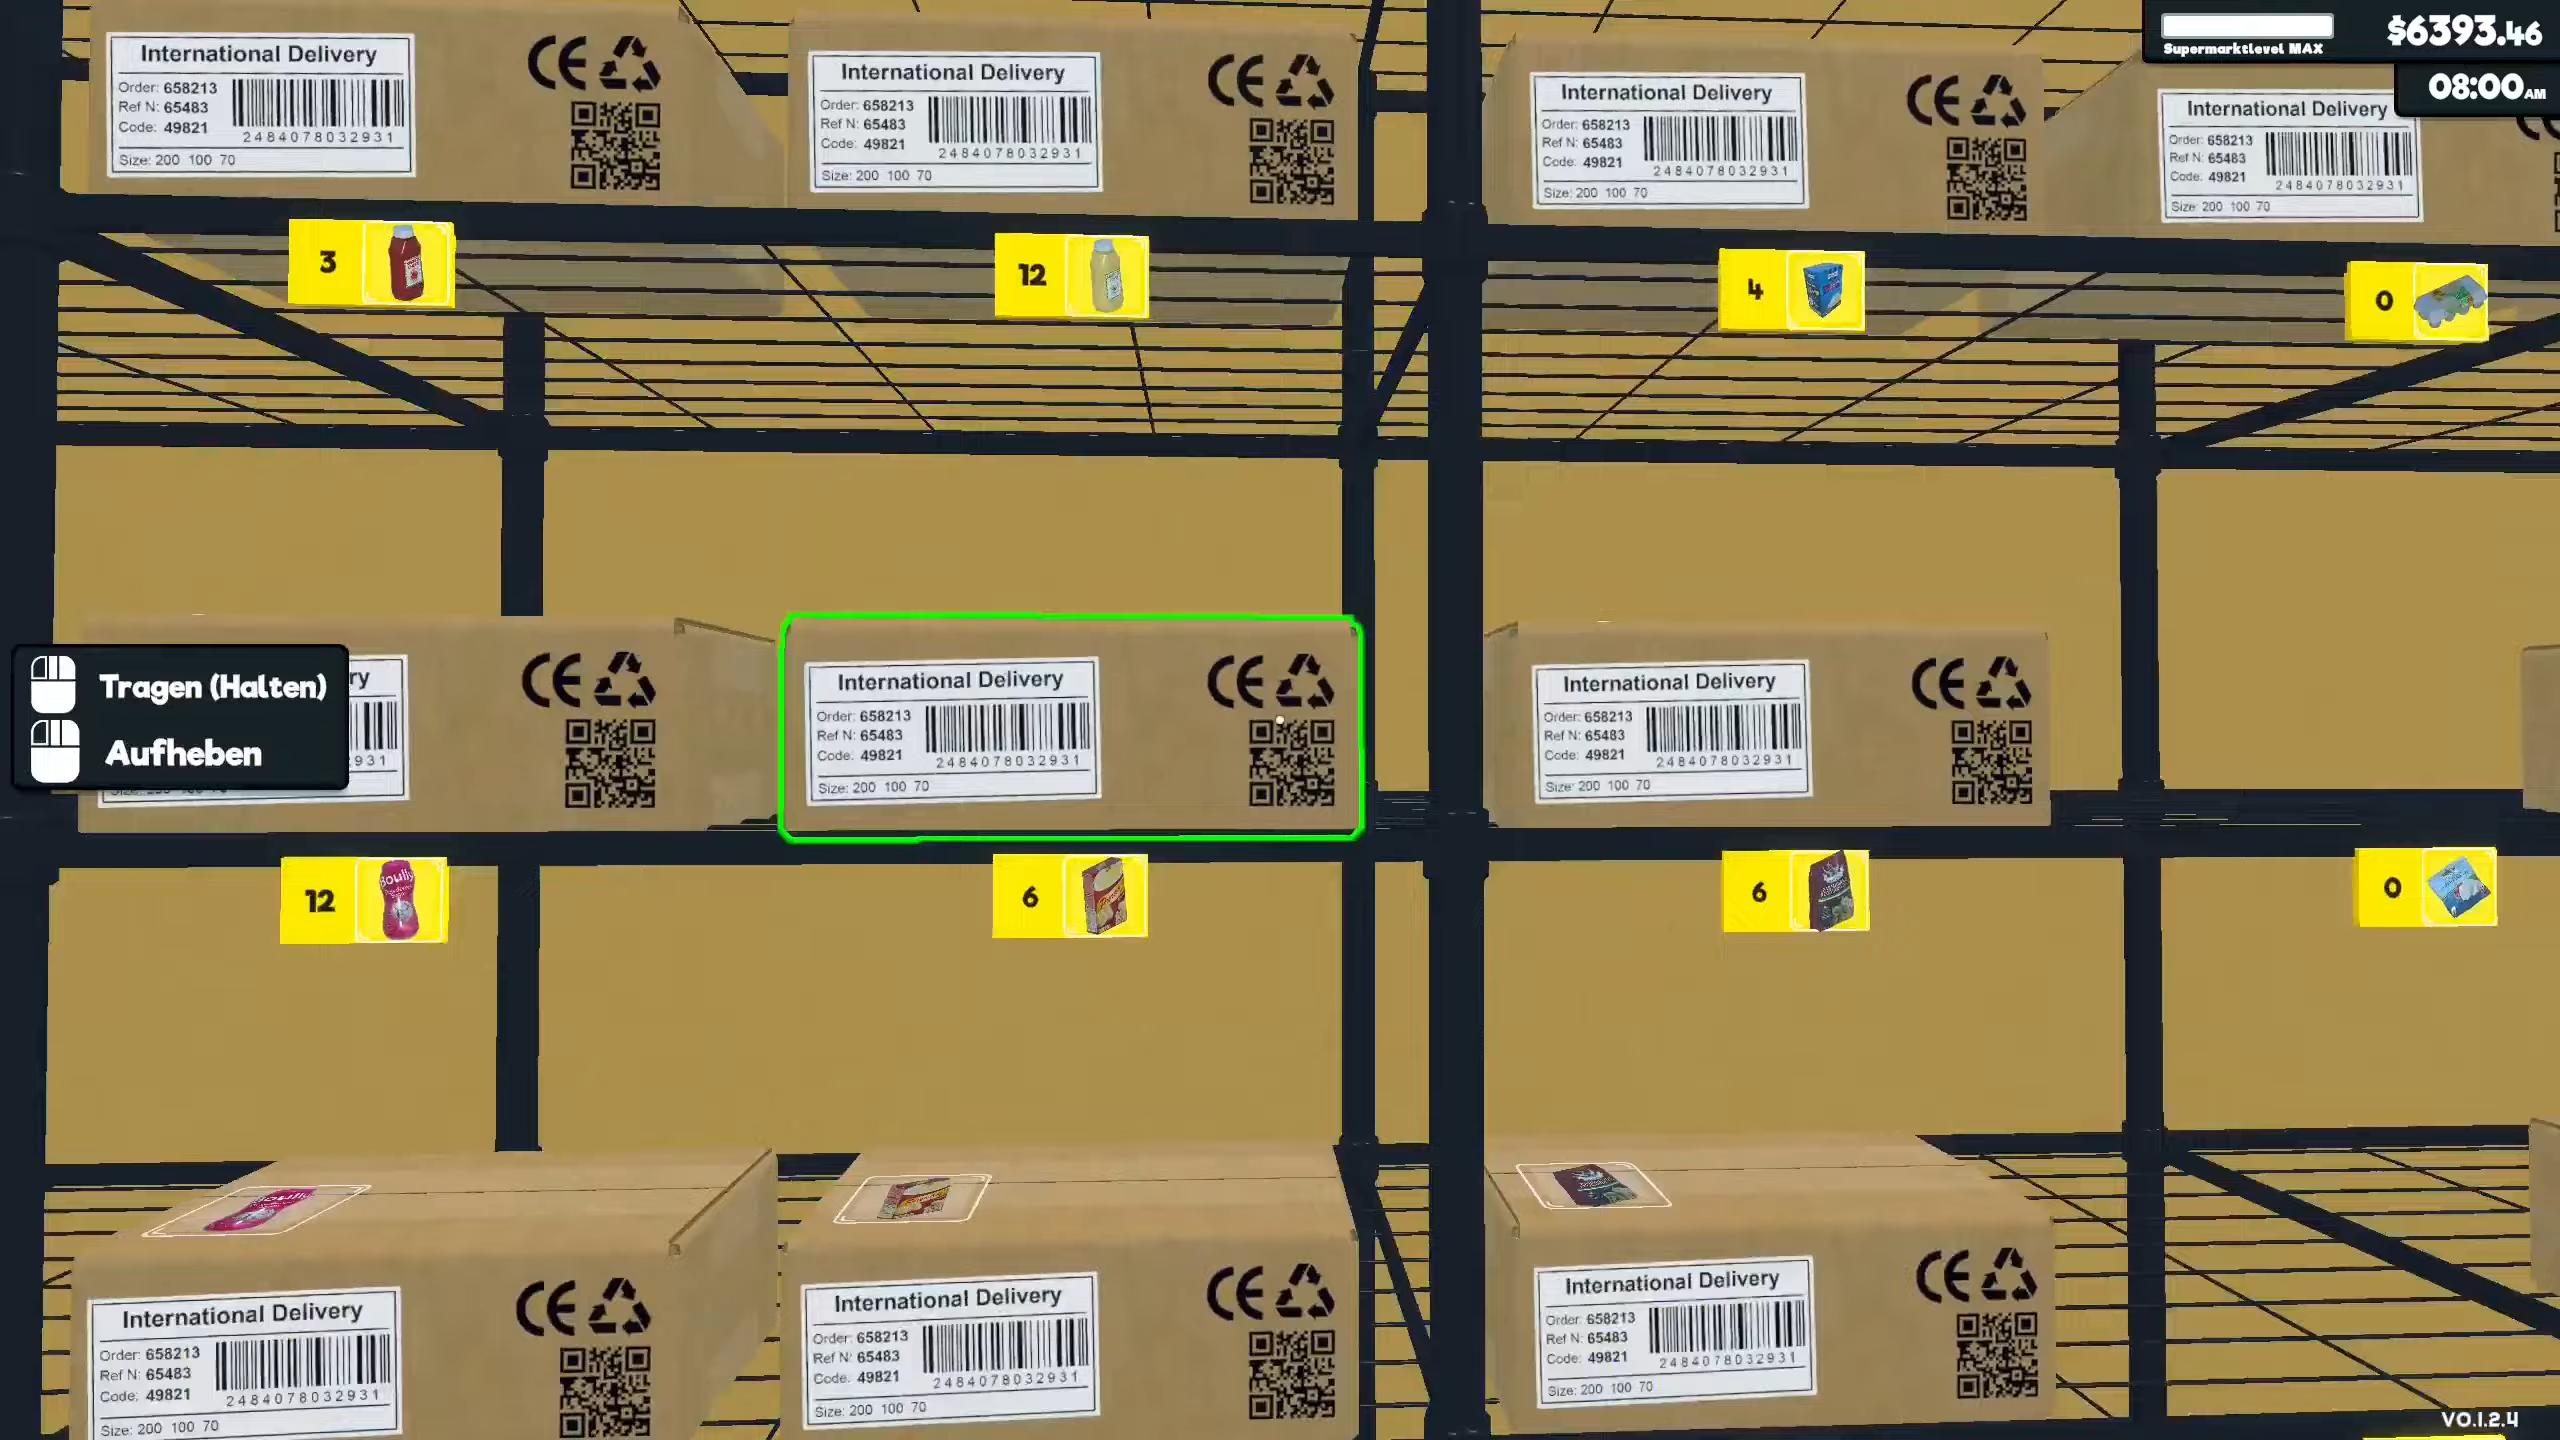 Supermarktlevel MAX
$6393.46
08:00AM
International Delivery
Order: 658213
Ref N: 65483
Code: 49821
2484078032931
Size: 200 100 70
CE
International Delivery
Order: 658213
Ref N: 65483
Code: 49821
2484078032931
Size: 200 100 70
CE
International Delivery
Order: 658213
Ref N: 65483
Code: 49821
2484078032931
Size: 200 100 70
CE
International Delivery
Order: 658213
Ref N: 65483
Code: 49821
2484078032931
Size: 200 100 70
3
12
4
0
Tragen (Halten)
Aufheben
CE
International Delivery
Order: 658213
Ref N: 65483
Code: 49821
2484078032931
Size: 200 100 70
CE
International Delivery
Order: 658213
Ref N: 65483
Code: 49821
2484078032931
Size: 200 100 70
CE
12
Boully
6
6
0
International Delivery
Order: 658213
Ref N: 65483
Code: 49821
2484078032931
Size: 200 100 70
CE
International Delivery
Order: 658213
Ref N: 65483
Code: 49821
2484078032931
Size: 200 100 70
CE
International Delivery
Order: 658213
Ref N: 65483
Code: 49821
2484078032931
Size: 200 100 70
CE
V0.1.2.4